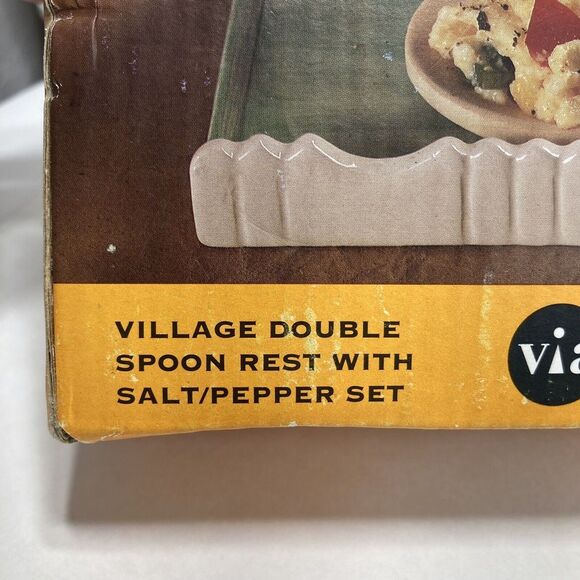 VILLAGE DOUBLE
SPOON REST WITH
SALT/PEPPER SET
via